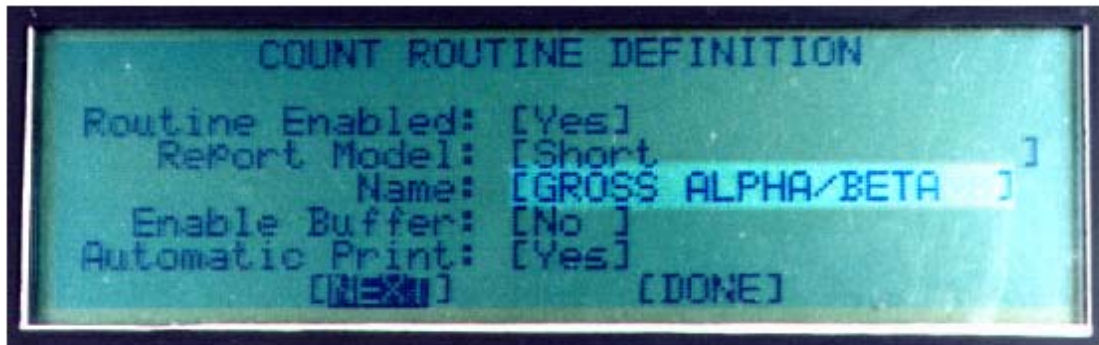 COUNT ROUTINE DEFINITION
Routine Enabled: [Yes]
Report Model: [Short ]
Name: [GROSS ALPHA/BETA ]
Enable Buffer: [No ]
Automatic Print: [Yes]
[NEXT] [DONE]